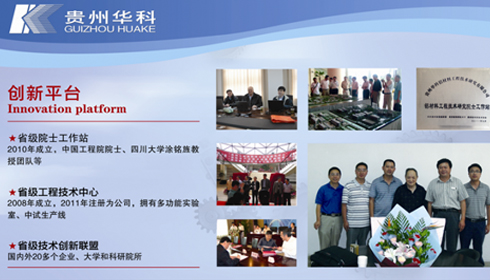 贵州华科
GUIZHOU HUAKE
创新平台
Innovation platform
★省级院士工作站
2010年成立，中国工程院院士、四川大学涂铭旌教
授团队等
★省级工程技术中心
2008年成立，2011年注册为公司，拥有多功能实验
室、中试生产线
★省级技术创新联盟
国内外20多个企业、大学和科研院所